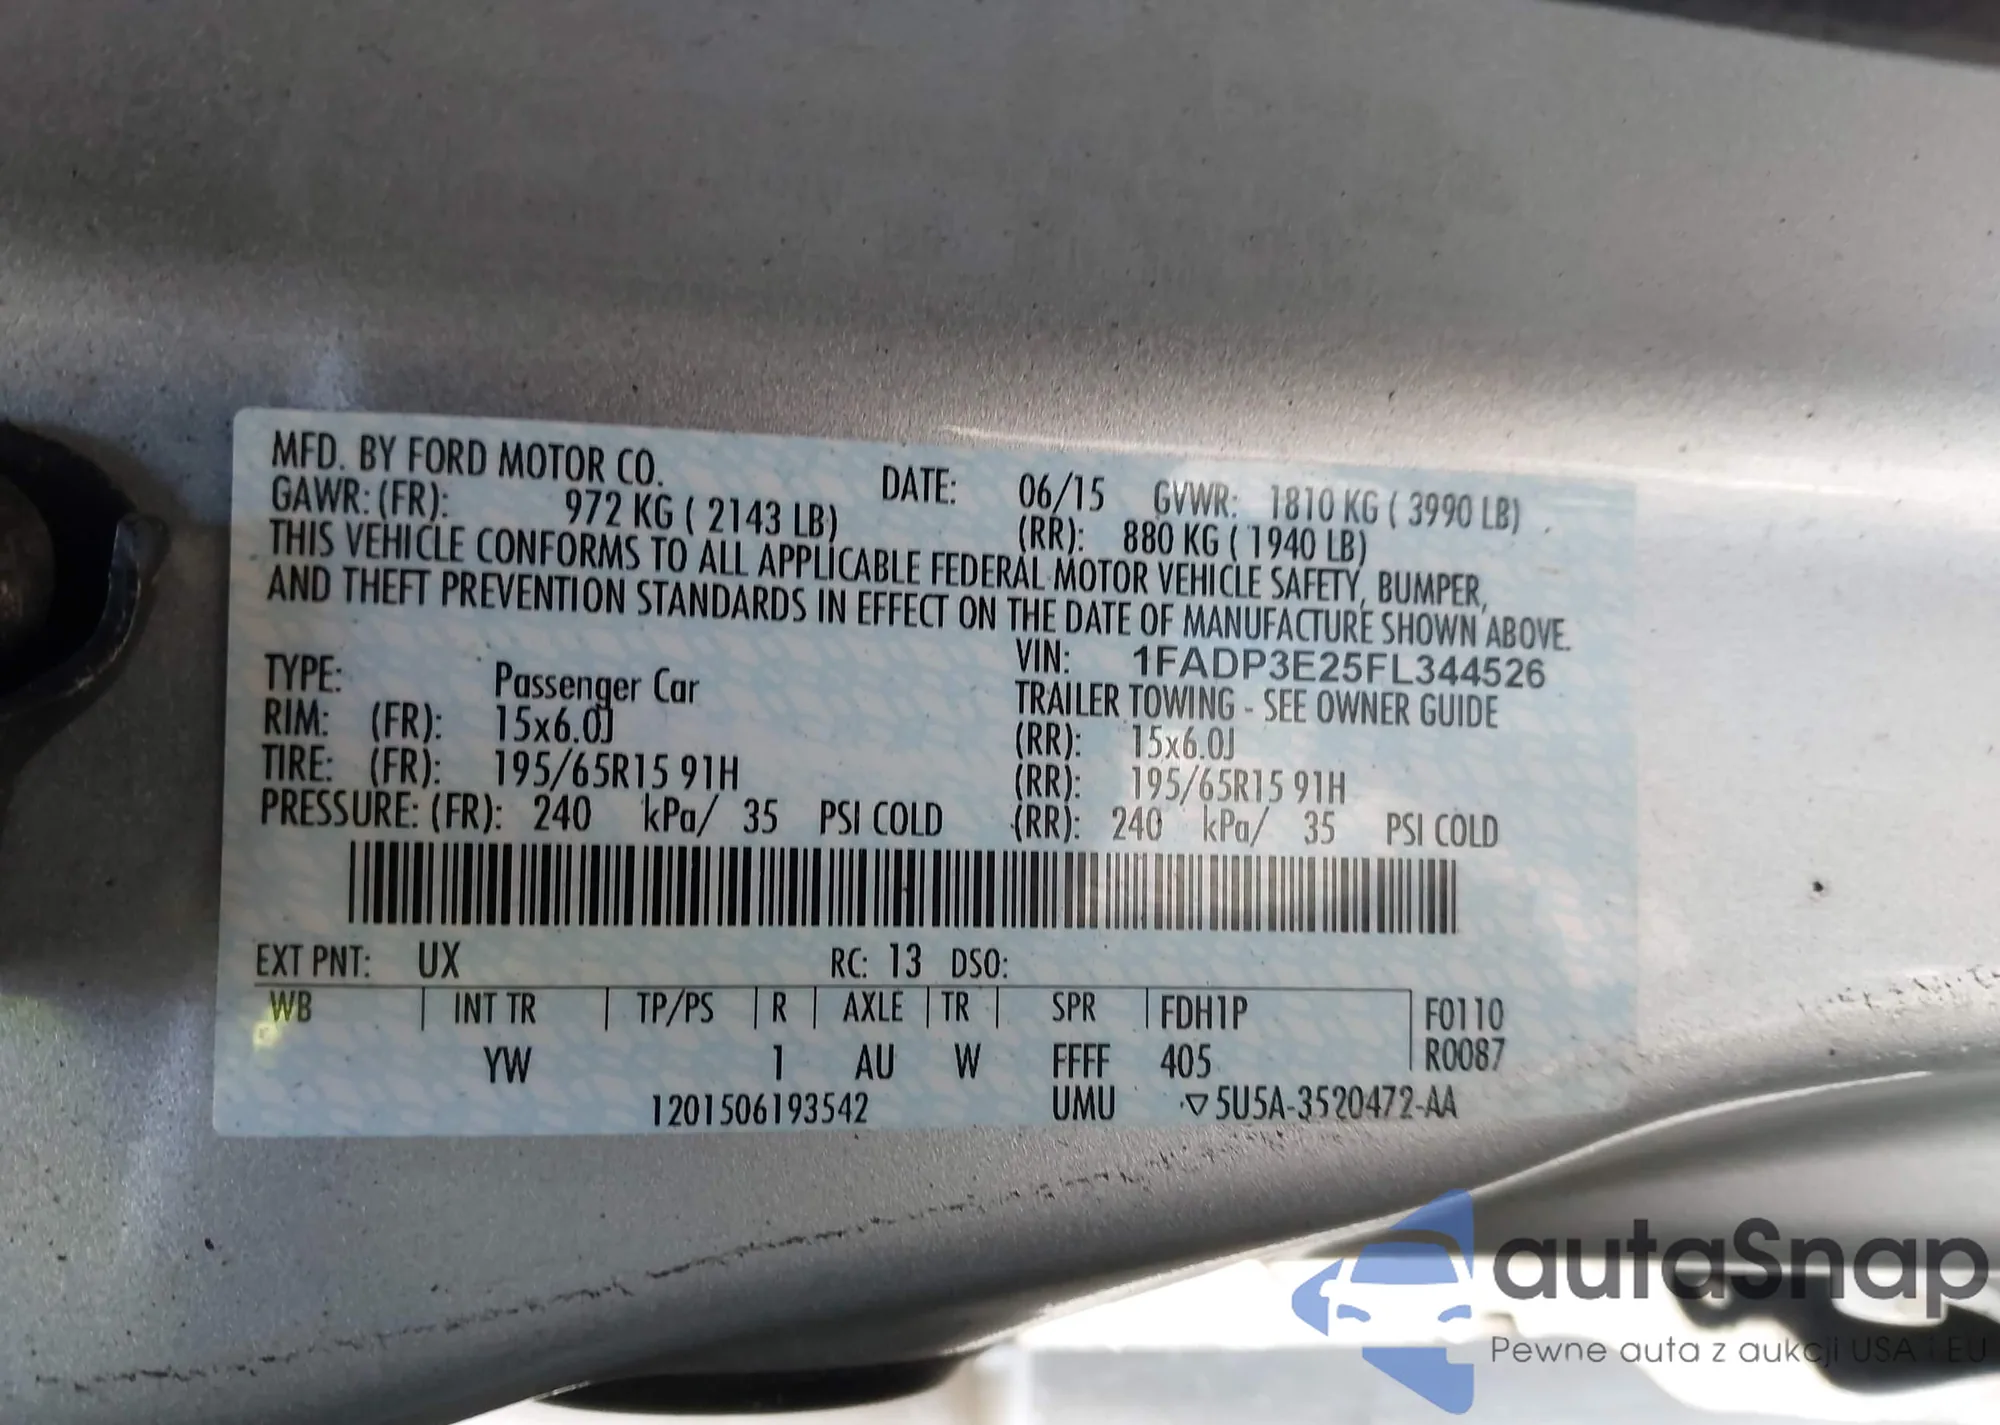 MFD. BY FORD MOTOR CO. DATE: 06/15 GVWR: 1810 KG ( 3990 LB)
GAWR: (FR): 972 KG ( 2143 LB) (RR): 880 KG ( 1940 LB)
THIS VEHICLE CONFORMS TO ALL APPLICABLE FEDERAL MOTOR VEHICLE SAFETY, BUMPER,
AND THEFT PREVENTION STANDARDS IN EFFECT ON THE DATE OF MANUFACTURE SHOWN ABOVE.
VIN: 1FADP3E25FL344526
TYPE: Passenger Car TRAILER TOWING - SEE OWNER GUIDE
RIM: (FR): 15x6.0J (RR): 15x6.0J
TIRE: (FR): 195/65R15 91H (RR): 195/65R15 91H
PRESSURE: (FR): 240 kPa/ 35 PSI COLD (RR): 240 kPa/ 35 PSI COLD
EXT PNT: UX RC: 13 DSO:
WB INT TR TP/PS R AXLE TR SPR FDH1P F0110
YW 1 AU W FFFF 405 R0087
1201506193542 UMU ▽5U5A-3520472-AA
autaSnap
Pewne auta z aukcji USA i EU